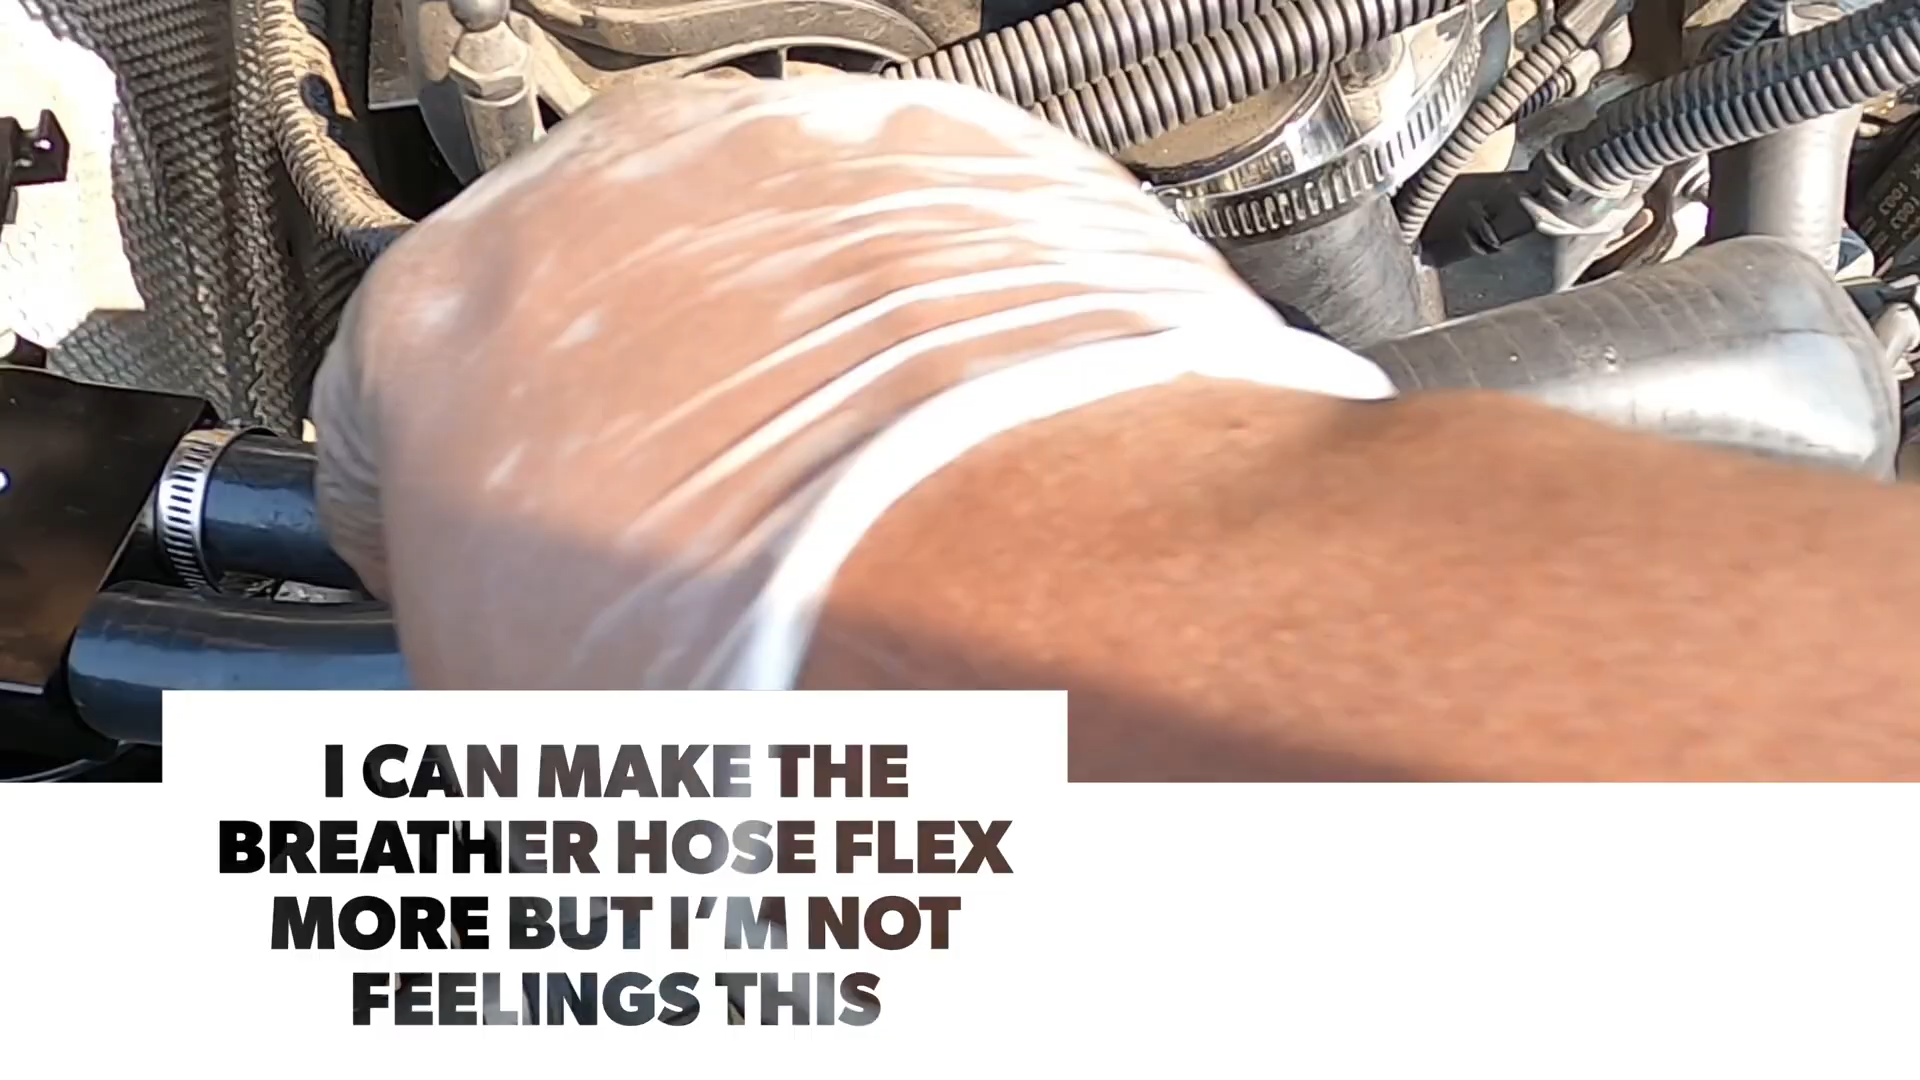 I CAN MAKE THE
BREATHER HOSE FLEX
MORE BUT I’M NOT
FEELINGS THIS